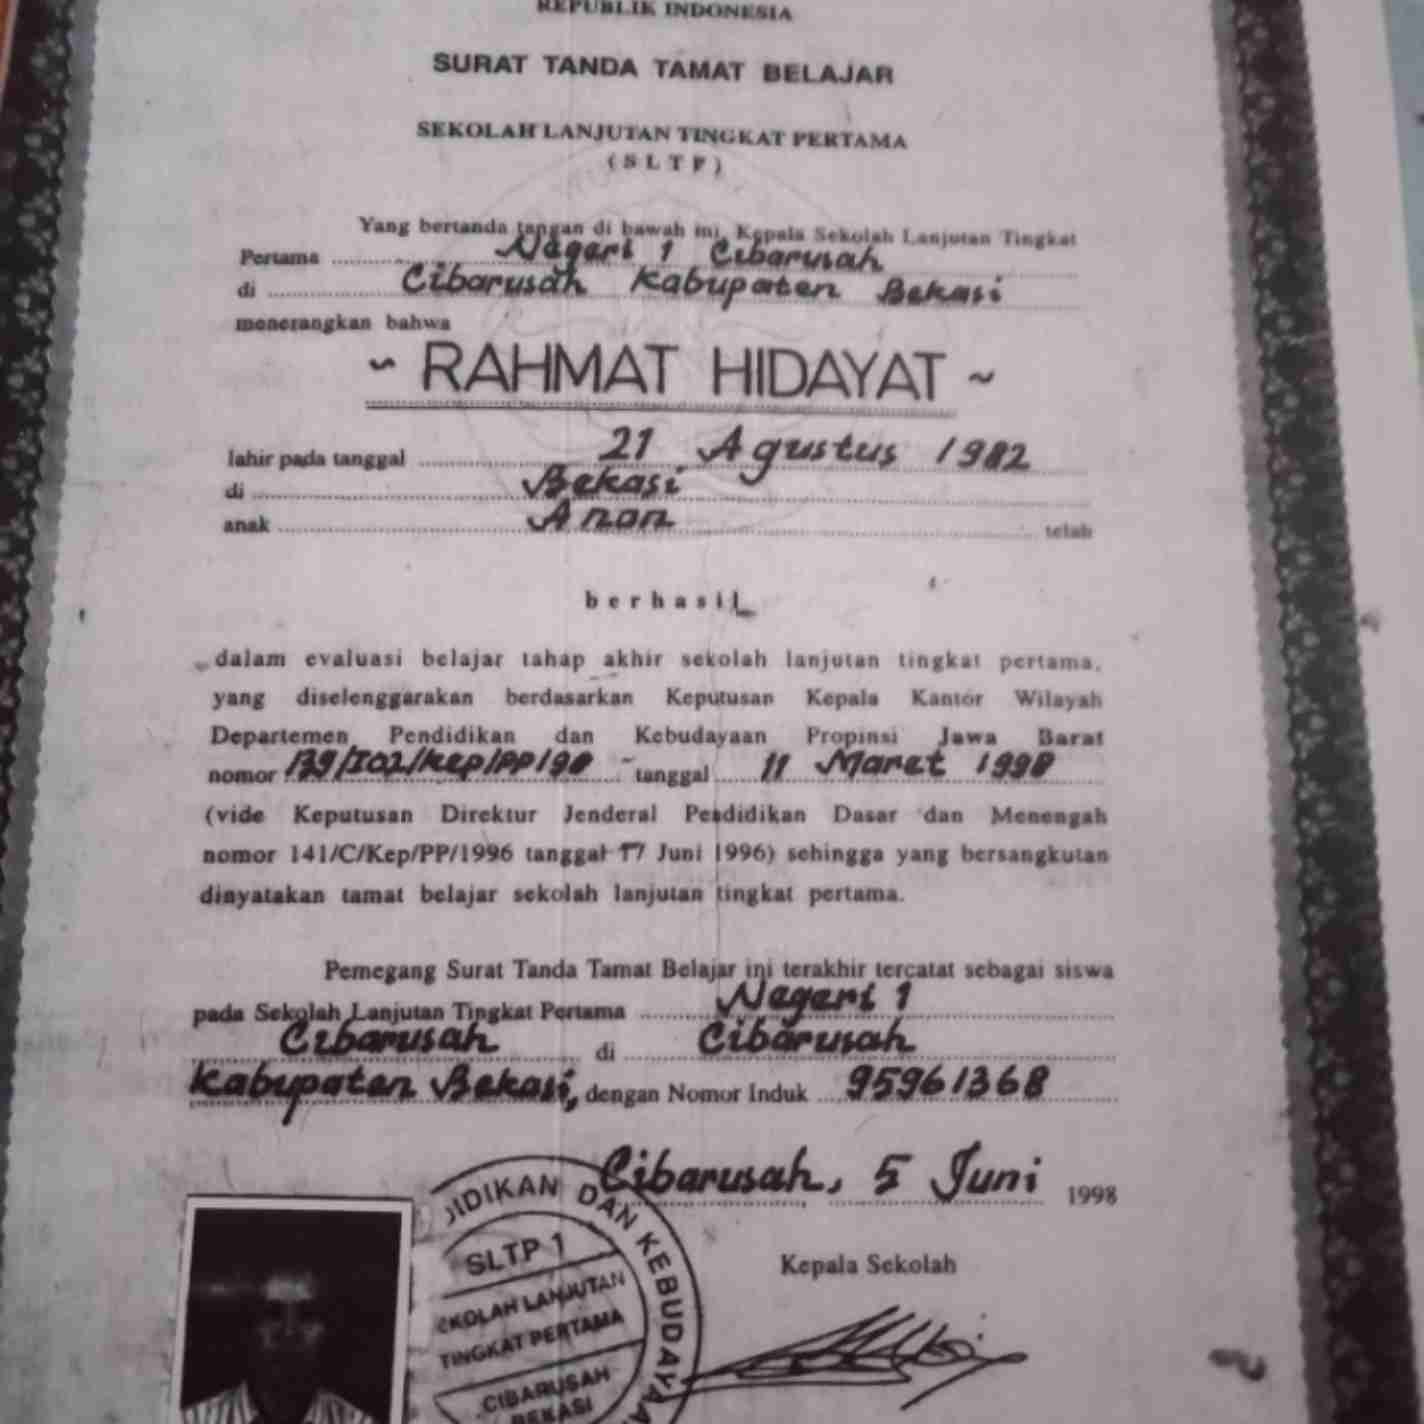 REPUBLIK INDONESIA
SURAT TANDA TAMAT BELAJAR
SEKOLAH LANJUTAN TINGKAT PERTAMA
( S L T P )
Yang bertanda tangan di bawah ini, Kepala Sekolah Lanjutan Tingkat
Pertama Negeri 1 Cibarusah
di Cibarusah Kabupaten Bekasi
menerangkan bahwa
~ RAHMAT HIDAYAT ~
lahir pada tanggal 21 Agustus 1982
di Bekasi
anak Anan telah
berhasil
dalam evaluasi belajar tahap akhir sekolah lanjutan tingkat pertama,
yang diselenggarakan berdasarkan Keputusan Kepala Kantor Wilayah
Departemen Pendidikan dan Kebudayaan Propinsi Jawa Barat
nomor tanggal 11 Maret 1998
(vide Keputusan Direktur Jenderal Pendidikan Dasar dan Menengah
nomor 141/C/Kep/PP/1996 tanggal 17 Juni 1996) sehingga yang bersangkutan
dinyatakan tamat belajar sekolah lanjutan tingkat pertama.
Pemegang Surat Tanda Tamat Belajar ini terakhir tercatat sebagai siswa
pada Sekolah Lanjutan Tingkat Pertama Negeri 1
Cibarusah di Cibarusah
Kabupaten Bekasi, dengan Nomor Induk 95961368
Cibarusah, 5 Juni 1998
Kepala Sekolah
DIDIKAN DAN KEBUDAYAA
SLTP 1
KOLAH LANJUTAN
TINGKAT PERTAMA
CIBARUSAH
BEKASI